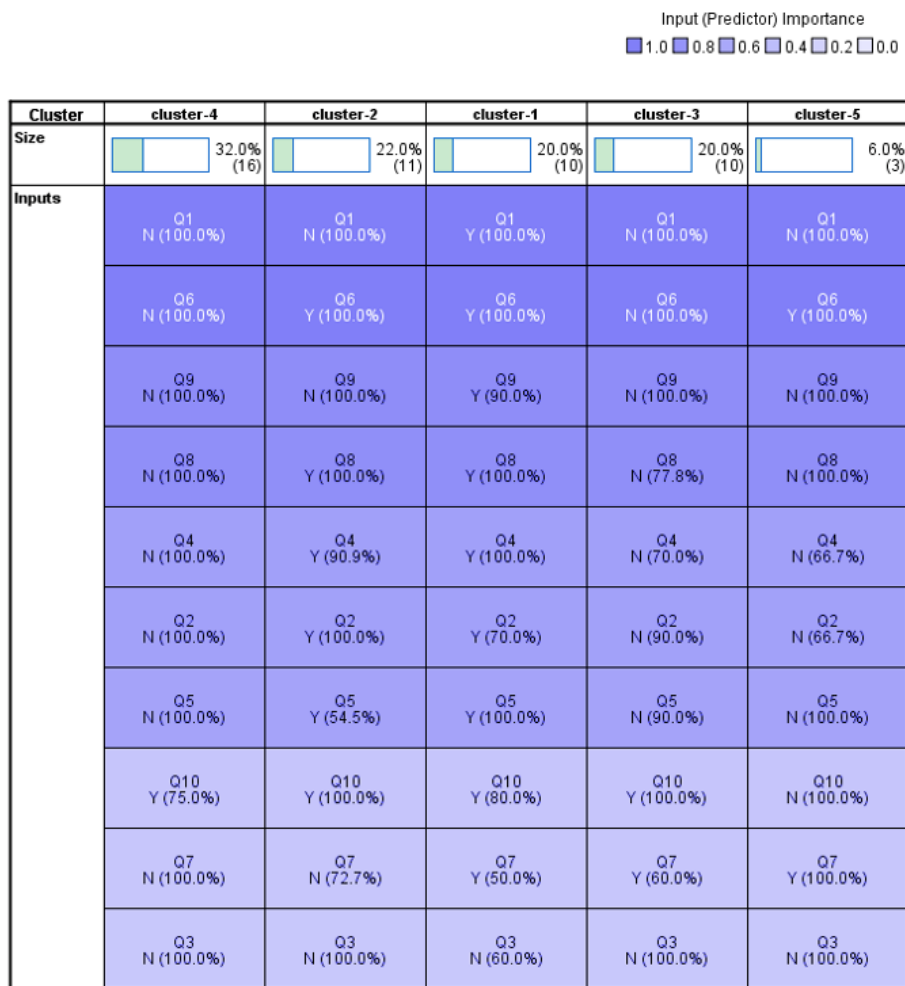 Input (Predictor) Importance
1.0 0.8 0.6 0.4 0.2 0.0
Cluster cluster-4 cluster-2 cluster-1 cluster-3 cluster-5
Size 32.0% 22.0% 20.0% 20.0% 6.0%
(16) (11) (10) (10) (3)
Inputs
Q1 Q1 Q1 Q1 Q1
N (100.0%) N (100.0%) Y (100.0%) N (100.0%) N (100.0%)
Q6 Q6 Q6 Q6 Q6
N (100.0%) Y (100.0%) Y (100.0%) N (100.0%) Y (100.0%)
Q9 Q9 Q9 Q9 Q9
N (100.0%) N (100.0%) Y (90.0%) N (100.0%) N (100.0%)
Q8 Q8 Q8 Q8 Q8
N (100.0%) Y (100.0%) Y (100.0%) N (77.8%) N (100.0%)
Q4 Q4 Q4 Q4 Q4
N (100.0%) Y (90.9%) Y (100.0%) N (70.0%) N (66.7%)
Q2 Q2 Q2 Q2 Q2
N (100.0%) Y (100.0%) Y (70.0%) N (90.0%) N (66.7%)
Q5 Q5 Q5 Q5 Q5
N (100.0%) Y (54.5%) Y (100.0%) N (90.0%) N (100.0%)
Q10 Q10 Q10 Q10 Q10
Y (75.0%) Y (100.0%) Y (80.0%) Y (100.0%) N (100.0%)
Q7 Q7 Q7 Q7 Q7
N (100.0%) N (72.7%) Y (50.0%) Y (60.0%) Y (100.0%)
Q3 Q3 Q3 Q3 Q3
N (100.0%) N (100.0%) N (60.0%) N (100.0%) N (100.0%)